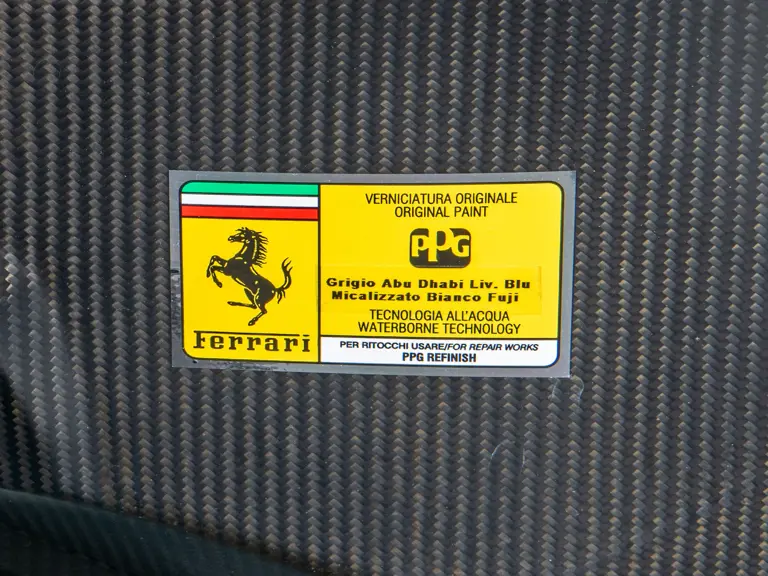 VERNICIATURA ORIGINALE
ORIGINAL PAINT
PPG
Grigio Abu Dhabi Liv. Blu
Micalizzato Bianco Fuji
TECNOLOGIA ALL'ACQUA
WATERBORNE TECHNOLOGY
Ferrari
PER RITOCCHI USARE/FOR REPAIR WORKS
PPG REFINISH